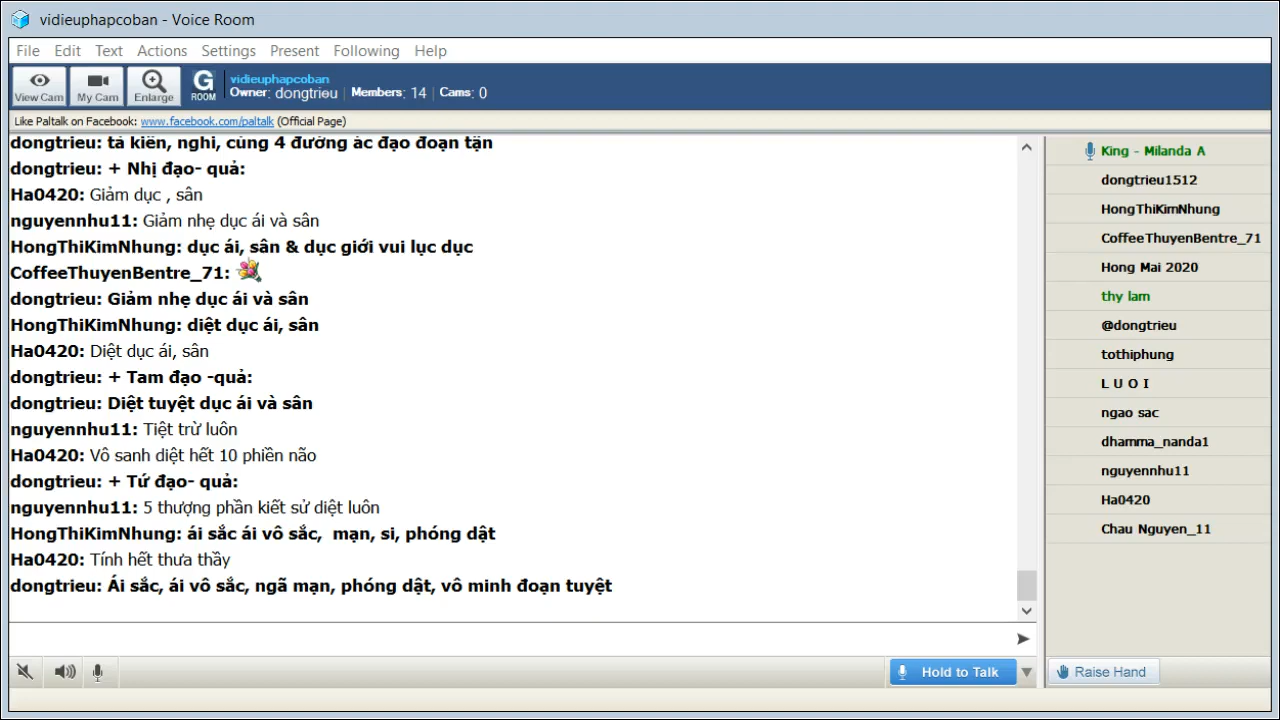 vidieuphapcoban - Voice Room
File Edit Text Actions Settings Present Following Help
View Cam My Cam Enlarge G ROOM
vidieuphapcoban
Owner: dongtrieu | Members: 14 | Cams: 0
Like Paltalk on Facebook: www.facebook.com/paltalk (Official Page)
dongtrieu: tà kiến, nghi, cùng 4 đường ác đạo đoạn tận
dongtrieu: + Nhị đạo- quả:
Ha0420: Giảm dục , sân
nguyennhu11: Giảm nhẹ dục ái và sân
HongThiKimNhung: dục ái, sân & dục giới vui lục dục
CoffeeThuyenBentre_71:
dongtrieu: Giảm nhẹ dục ái và sân
HongThiKimNhung: diệt dục ái, sân
Ha0420: Diệt dục ái, sân
dongtrieu: + Tam đạo -quả:
dongtrieu: Diệt tuyệt dục ái và sân
nguyennhu11: Tiệt trừ luôn
Ha0420: Vô sanh diệt hết 10 phiền não
dongtrieu: + Tứ đạo- quả:
nguyennhu11: 5 thượng phần kiết sử diệt luôn
HongThiKimNhung: ái sắc ái vô sắc, mạn, si, phóng dật
Ha0420: Tính hết thưa thầy
dongtrieu: Ái sắc, ái vô sắc, ngã mạn, phóng dật, vô minh đoạn tuyệt
Hold to Talk
King - Milanda A
dongtrieu1512
HongThiKimNhung
CoffeeThuyenBentre_71
Hong Mai 2020
thy lam
@dongtrieu
tothiphung
L U O I
ngao sac
dhamma_nanda1
nguyennhu11
Ha0420
Chau Nguyen_11
Raise Hand